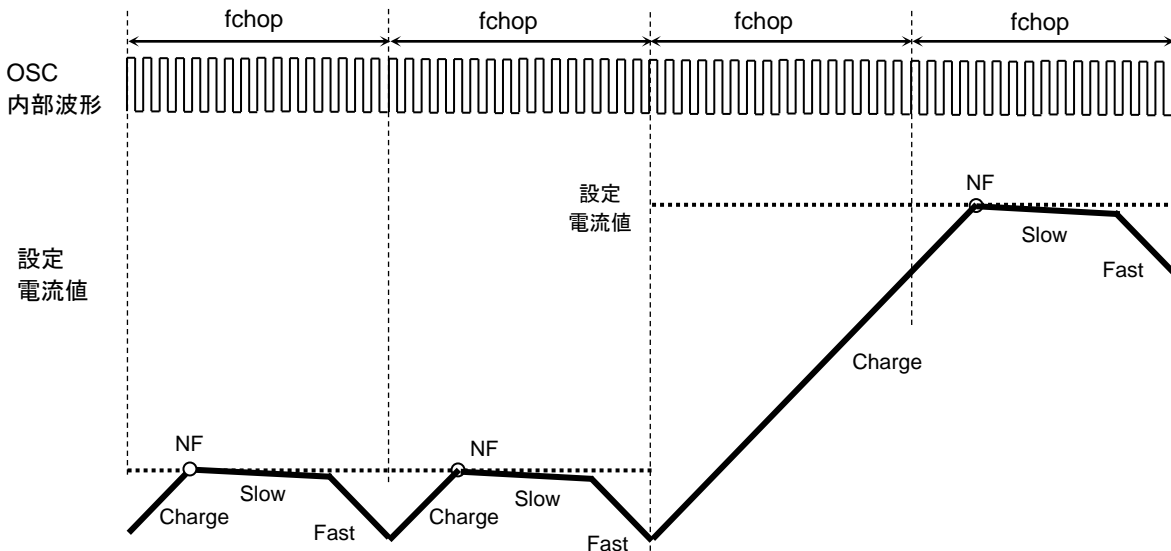 fchop
fchop
fchop
fchop
OSC
内部波形
設定
電流値
NF
Slow
Fast
設定
電流値
Charge
NF
Slow
Charge
Fast
NF
Slow
Charge
Fast